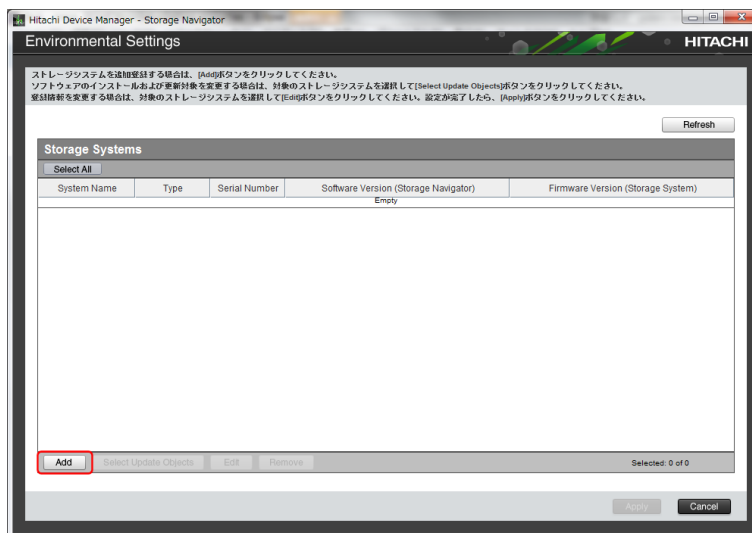 Hitachi Device Manager - Storage Navigator
Environmental Settings
HITACHI
ストレージシステムを追加登録する場合は、[Add]ボタンをクリックしてください。
ソフトウェアのインストールおよび更新対象を変更する場合は、対象のストレージシステムを選択して[Select Update Objects]ボタンをクリックしてください。
登録情報を変更する場合は、対象のストレージシステムを選択して[Edit]ボタンをクリックしてください。設定が完了したら、[Apply]ボタンをクリックしてください。
Refresh
Storage Systems
Select All
System Name Type Serial Number Software Version (Storage Navigator) Firmware Version (Storage System)
Empty
Add Select Update Objects Edit Remove Selected: 0 of 0
Apply Cancel